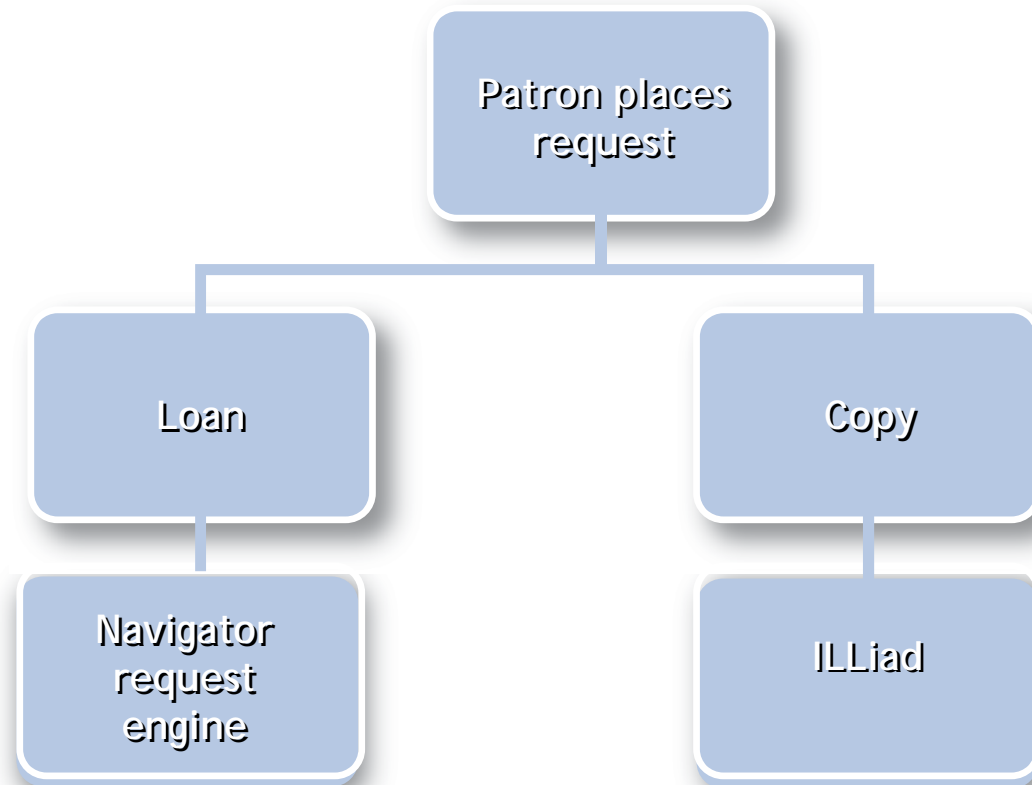 Patron places
request
Loan
Copy
Navigator
request
engine
ILLiad